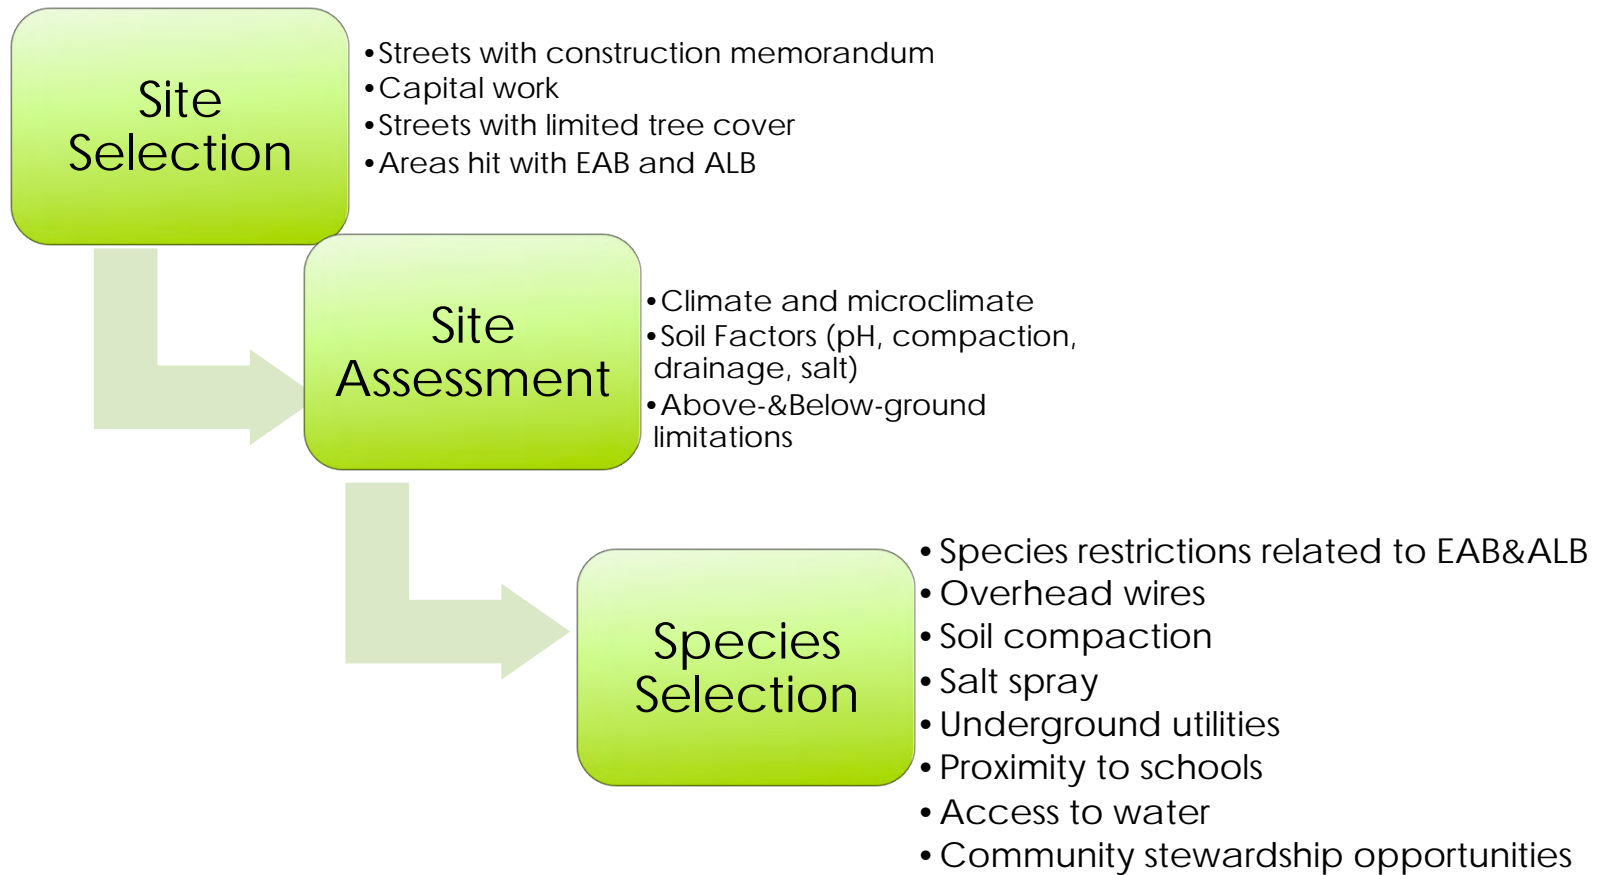 Site
Selection
•Streets with construction memorandum
•Capital work
•Streets with limited tree cover
•Areas hit with EAB and ALB
Site
Assessment
•Climate and microclimate
•Soil Factors (pH, compaction,
drainage, salt)
•Above-&Below-ground
limitations
Species
Selection
•Species restrictions related to EAB&ALB
•Overhead wires
•Soil compaction
•Salt spray
•Underground utilities
•Proximity to schools
•Access to water
•Community stewardship opportunities